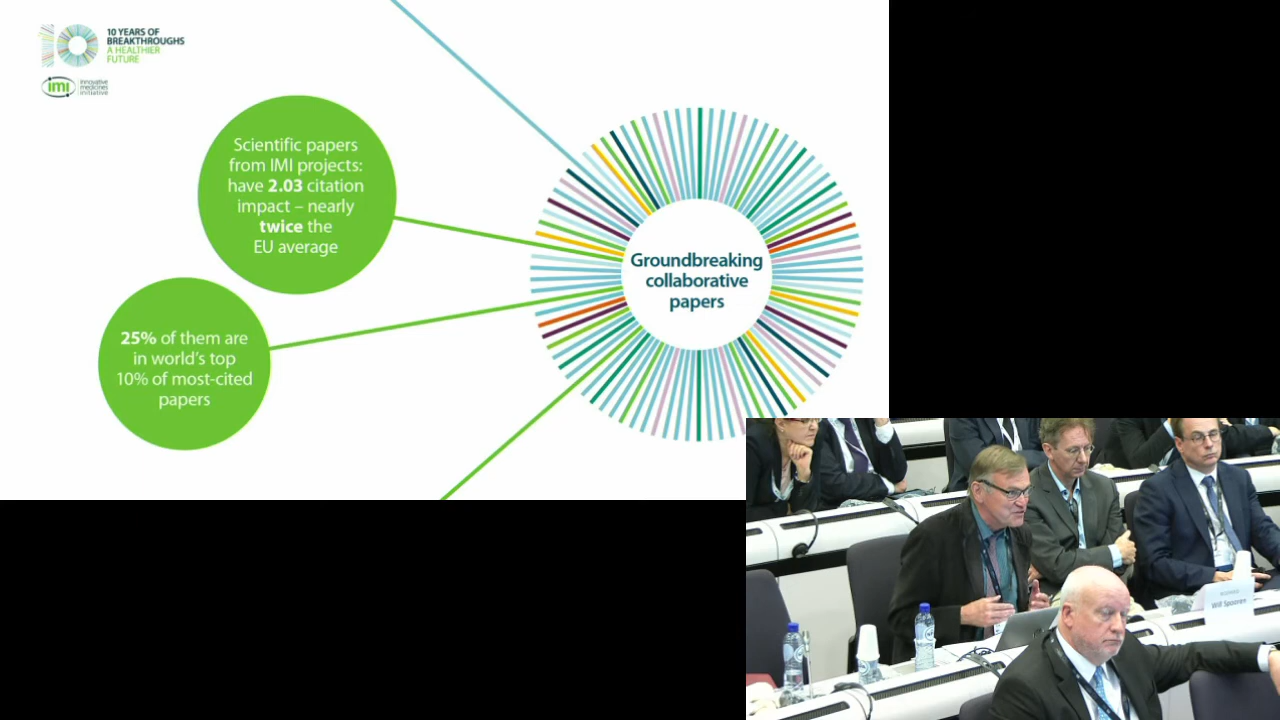 10 YEARS OF
BREAKTHROUGHS
A HEALTHIER
FUTURE
imi
innovative
medicines
initiative
Scientific papers
from IMI projects:
have 2.03 citation
impact – nearly
twice the
EU average
25% of them are
in world's top
10% of most-cited
papers
Groundbreaking
collaborative
papers
Will Spooren